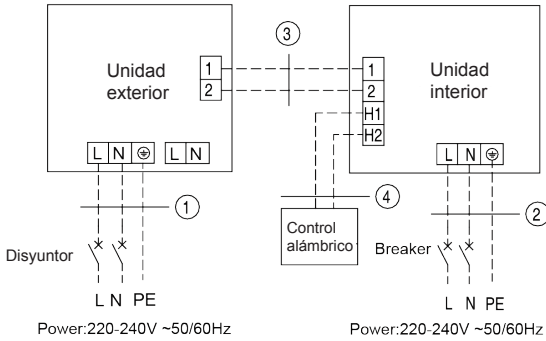 Unidad
exterior
1
2
L N ⏚ L N
3
Unidad
interior
1
2
H1
H2
L N ⏚
1
Disyuntor
L N PE
Power:220-240V ~50/60Hz
4
Control
alámbrico
2
Breaker
L N PE
Power:220-240V ~50/60Hz